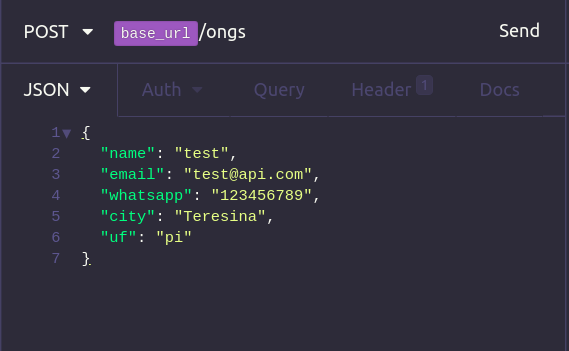 POST base_url/ongs Send
JSON Auth Query Header 1 Docs
1 {
2 "name": "test",
3 "email": "test@api.com",
4 "whatsapp": "123456789",
5 "city": "Teresina",
6 "uf": "pi"
7 }